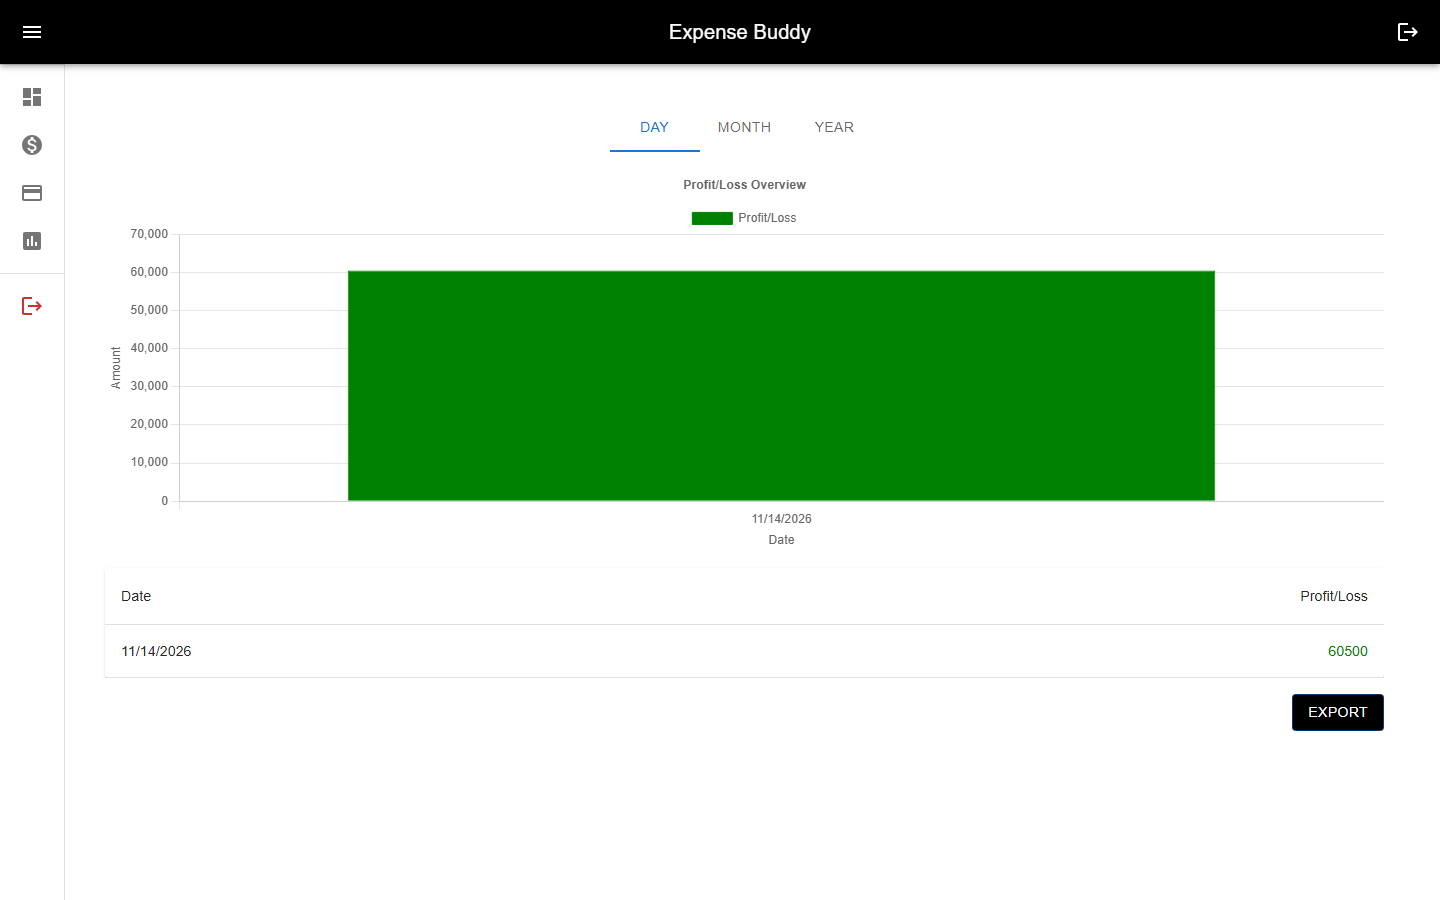 Expense Buddy
DAY MONTH YEAR
Profit/Loss Overview
Profit/Loss
70,000
60,000
50,000
40,000
30,000
20,000
10,000
0
Amount
11/14/2026
Date
Date Profit/Loss
11/14/2026 60500
EXPORT